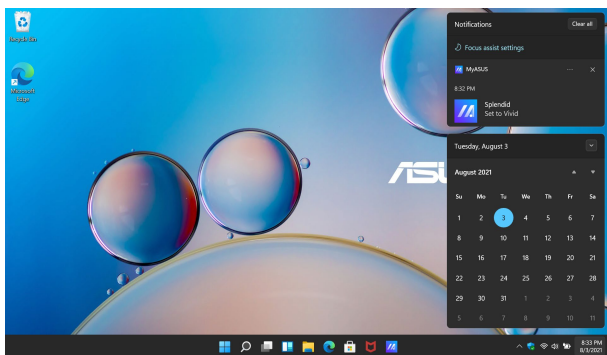 Recycle Bin
Microsoft
Edge
ASU
Notifications
Clear all
Focus assist settings
MyASUS
8:32 PM
Splendid
Set to Vivid
Tuesday, August 3
August 2021
Su Mo Tu We Th Fr Sa
1 2 3 4 5 6 7
8 9 10 11 12 13 14
15 16 17 18 19 20 21
22 23 24 25 26 27 28
29 30 31 1 2 3 4
5 6 7 8 9 10 11
8:33 PM
8/3/2021